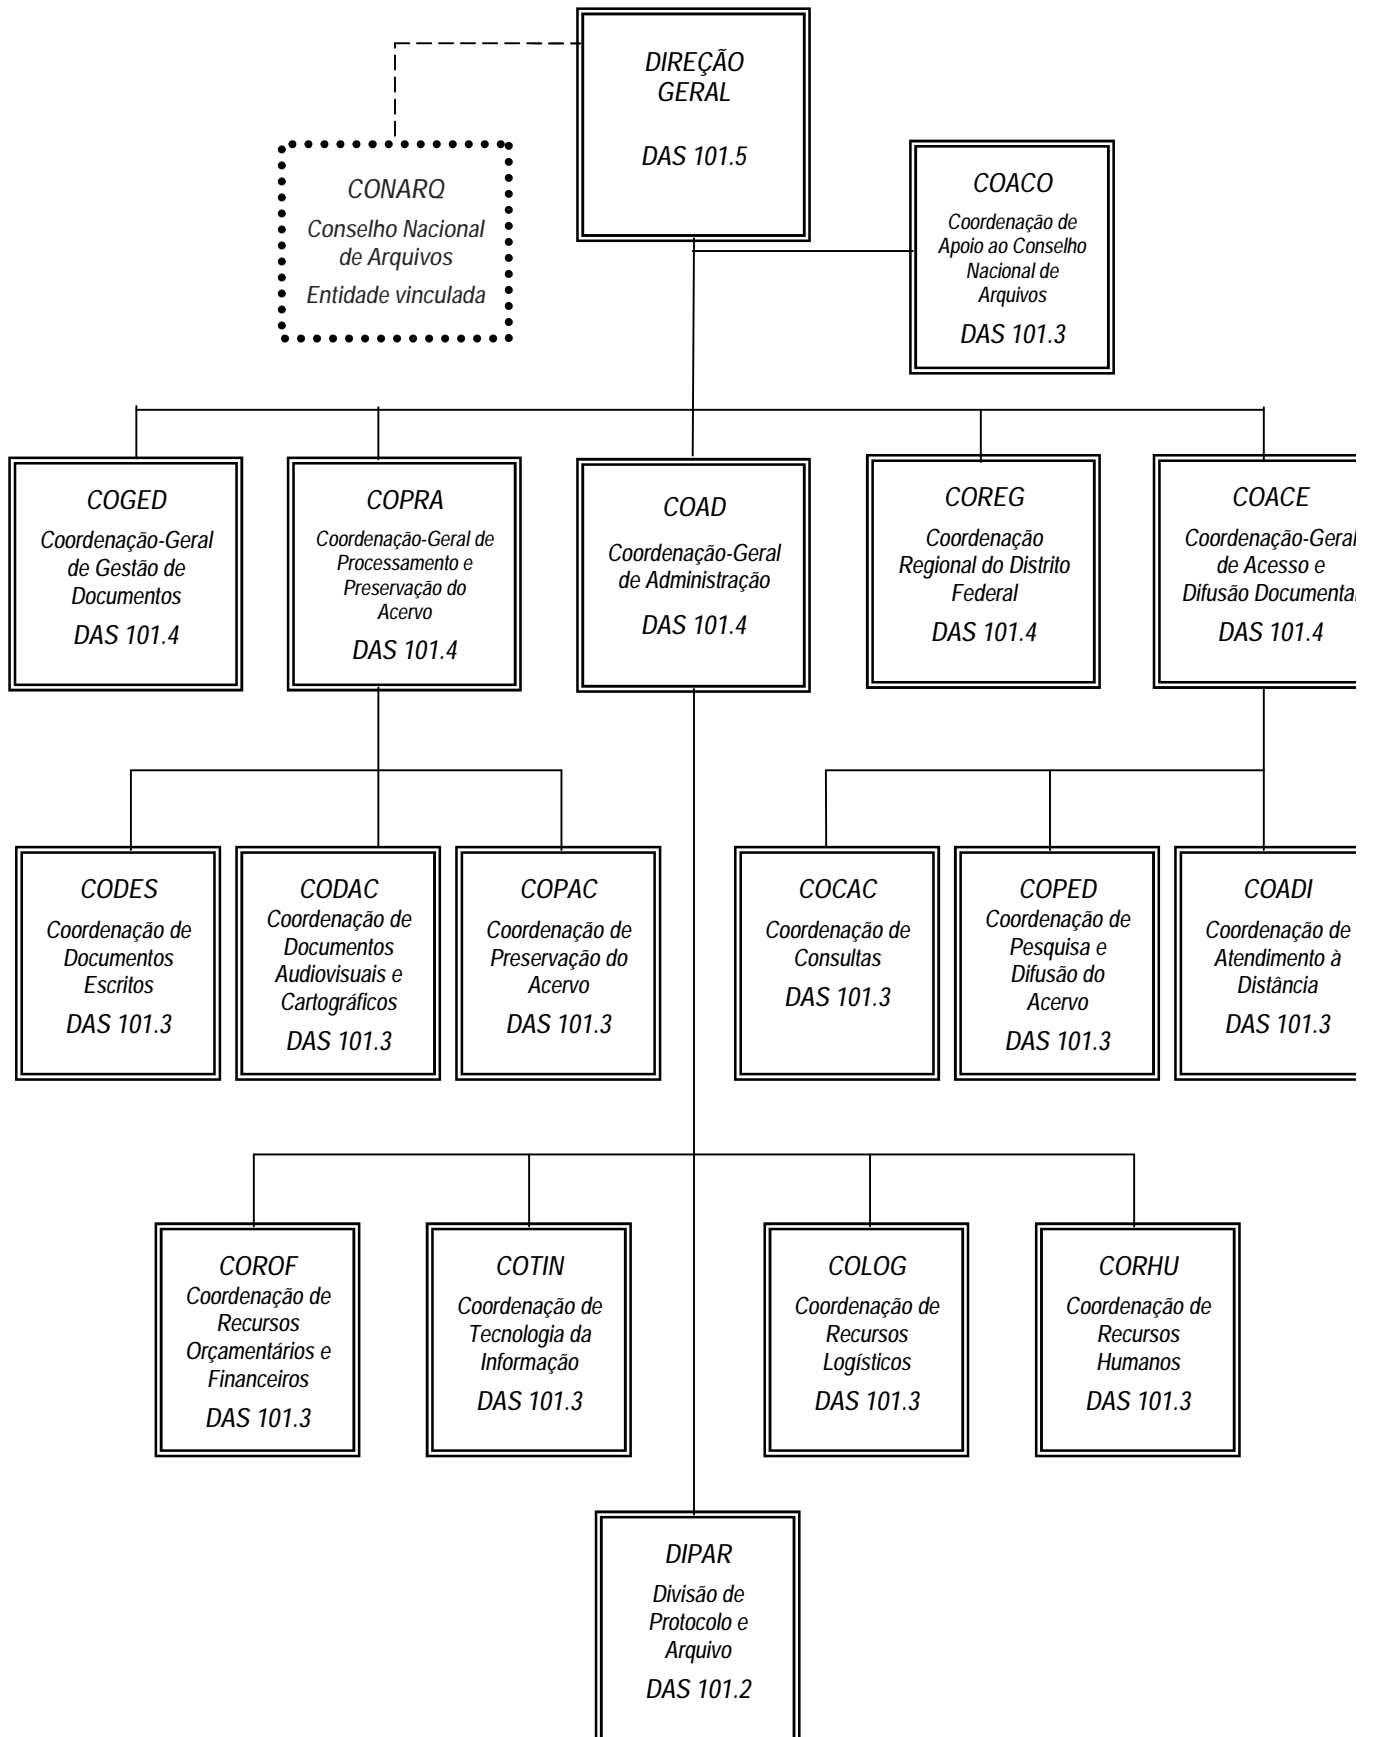 DIREÇÃO
GERAL
DAS 101.5
CONARQ
Conselho Nacional
de Arquivos
Entidade vinculada
COACO
Coordenação de
Apoio ao Conselho
Nacional de
Arquivos
DAS 101.3
COGED
Coordenação-Geral
de Gestão de
Documentos
DAS 101.4
COPRA
Coordenação-Geral de
Processamento e
Preservação do
Acervo
DAS 101.4
COAD
Coordenação-Geral
de Administração
DAS 101.4
COREG
Coordenação
Regional do Distrito
Federal
DAS 101.4
COACE
Coordenação-Geral
de Acesso e
Difusão Documental
DAS 101.4
CODES
Coordenação de
Documentos
Escritos
DAS 101.3
CODAC
Coordenação de
Documentos
Audiovisuais e
Cartográficos
DAS 101.3
COPAC
Coordenação de
Preservação do
Acervo
DAS 101.3
COCAC
Coordenação de
Consultas
DAS 101.3
COPED
Coordenação de
Pesquisa e
Difusão do
Acervo
DAS 101.3
COADI
Coordenação de
Atendimento à
Distância
DAS 101.3
COROF
Coordenação de
Recursos
Orçamentários e
Financeiros
DAS 101.3
COTIN
Coordenação de
Tecnologia da
Informação
DAS 101.3
COLOG
Coordenação de
Recursos
Logísticos
DAS 101.3
CORHU
Coordenação de
Recursos
Humanos
DAS 101.3
DIPAR
Divisão de
Protocolo e
Arquivo
DAS 101.2